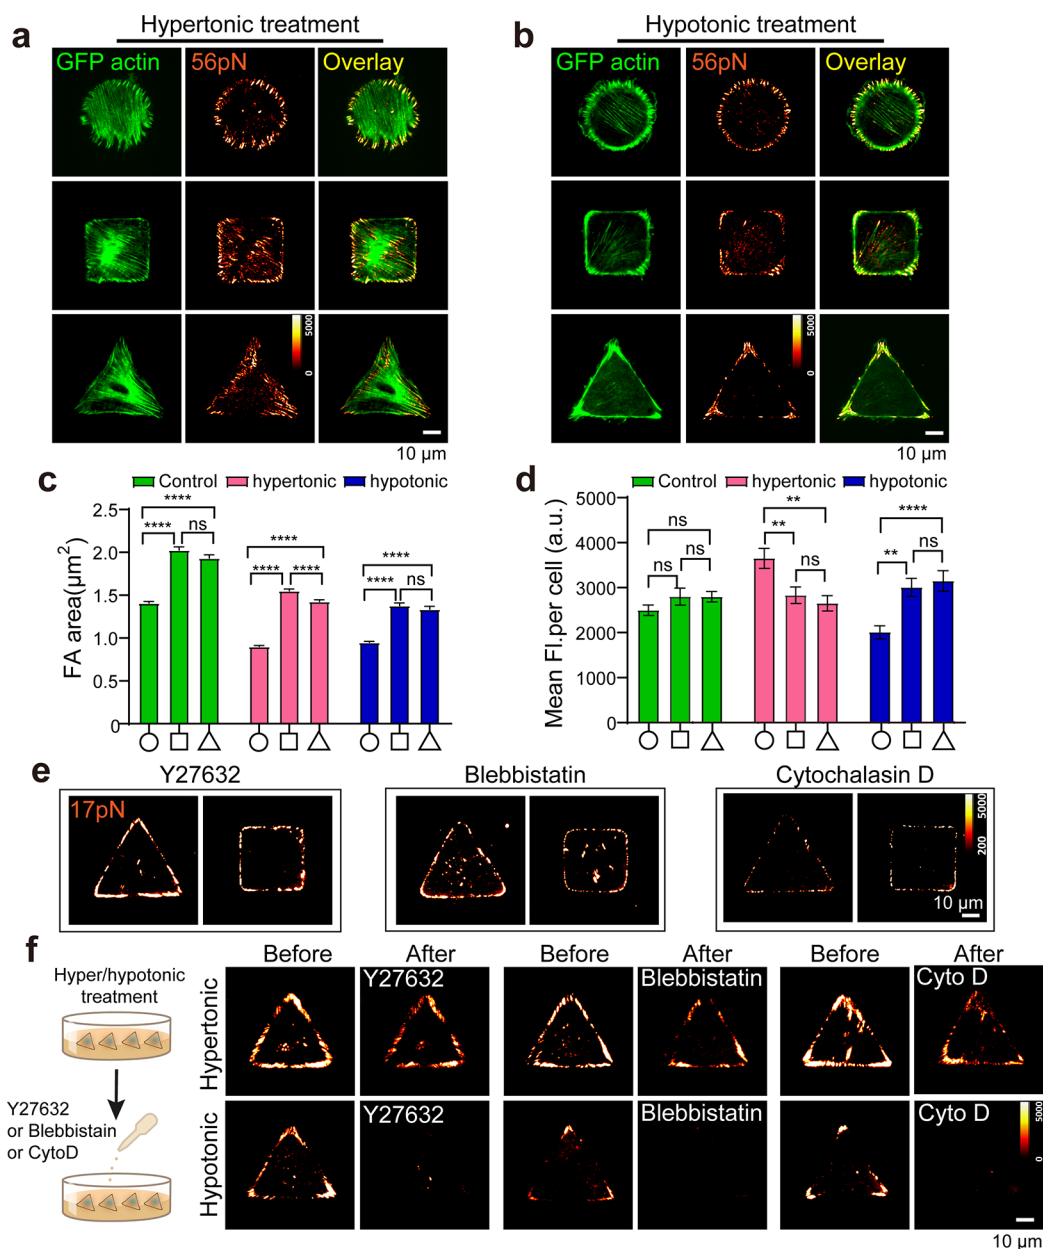 a
Hypertonic treatment
GFP actin
56pN
Overlay
5000
0
10 µm
b
Hypotonic treatment
GFP actin
56pN
Overlay
5000
0
10 µm
c
Control
hypertonic
hypotonic
FA area(µm²)
2.5
2.0
1.5
1.0
0.5
0
****
**** ns
****
**** ****
****
**** ns
d
Control
hypertonic
hypotonic
Mean Fl.per cell (a.u.)
5000
4000
3000
2000
1000
0
ns
ns ns
**
** ns
****
** ns
e
Y27632
Blebbistatin
Cytochalasin D
17pN
5000
200
10 µm
f
Before
After
Before
After
Before
After
Hyper/hypotonic
treatment
Y27632
or Blebbistain
or CytoD
Hypertonic
Y27632
Blebbistatin
Cyto D
Hypotonic
Y27632
Blebbistatin
Cyto D
5000
0
10 µm